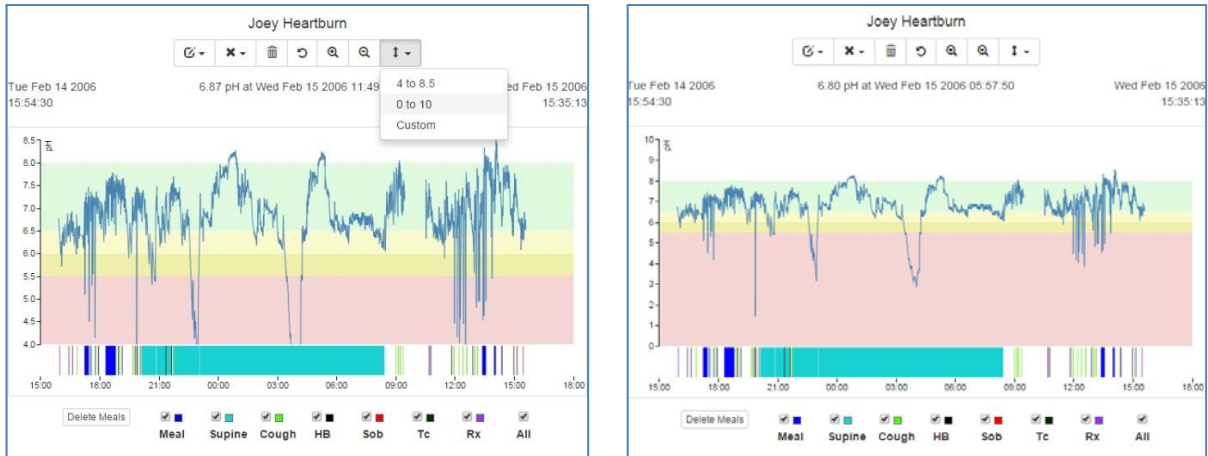 Joey Heartburn
4 to 8.5
0 to 10
Custom
Tue Feb 14 2006
15:54:30
6.87 pH at Wed Feb 15 2006 11:49
ed Feb 15 2006
15:35:13
8.5
pH
8.0
7.5
7.0
6.5
6.0
5.5
5.0
4.5
4.0
15:00 18:00 21:00 00:00 03:00 06:00 09:00 12:00 15:00 18:00
Delete Meals
Meal Supine Cough HB Sob Tc Rx All
Joey Heartburn
Tue Feb 14 2006
15:54:30
6.80 pH at Wed Feb 15 2006 05:57:50
Wed Feb 15 2006
15:35:13
10
pH
9
8
7
6
5
4
3
2
1
0
15:00 18:00 21:00 00:00 03:00 06:00 09:00 12:00 15:00 18:00
Delete Meals
Meal Supine Cough HB Sob Tc Rx All